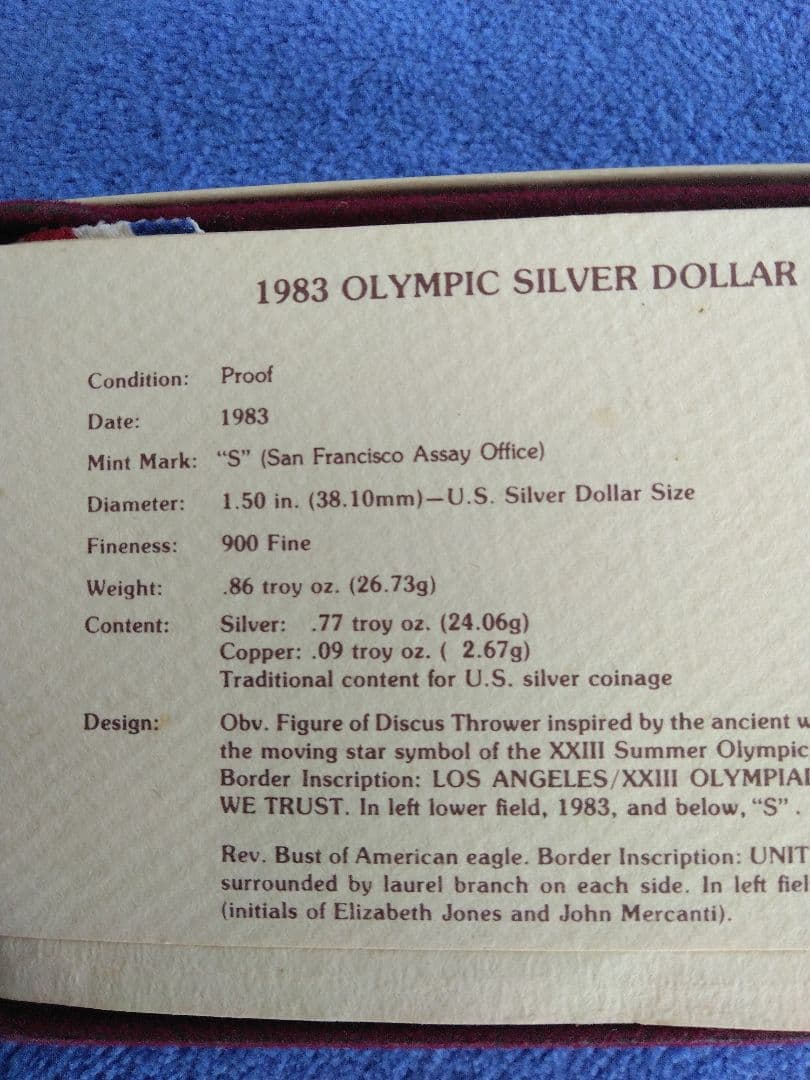 1983 OLYMPIC SILVER DOLLAR
Condition: Proof
Date: 1983
Mint Mark: “S” (San Francisco Assay Office)
Diameter: 1.50 in. (38.10mm)—U.S. Silver Dollar Size
Fineness: 900 Fine
Weight: .86 troy oz. (26.73g)
Content: Silver: .77 troy oz. (24.06g)
Copper: .09 troy oz. ( 2.67g)
Traditional content for U.S. silver coinage
Design: Obv. Figure of Discus Thrower inspired by the ancient
the moving star symbol of the XXIII Summer Olympic
Border Inscription: LOS ANGELES/XXIII
WE TRUST. In left lower field, 1983, and below, “S” .
Rev. Bust of American eagle. Border Inscription:
surrounded by laurel branch on each side. In left
(initials of Elizabeth Jones and John Mercanti).